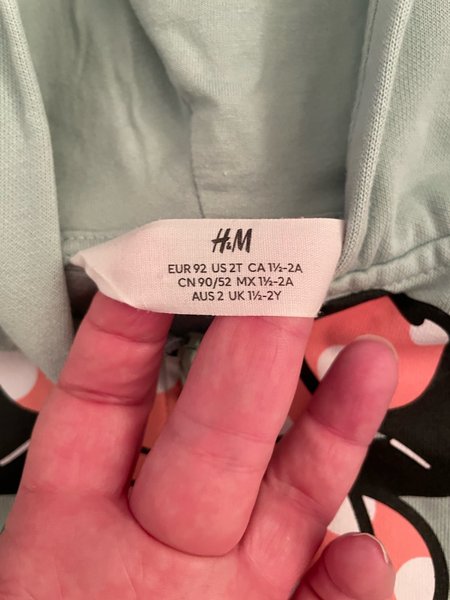 H&M
EUR 92 US 2T CA 1½-2A
CN 90/52 MX 1½-2A
AUS 2 UK 1½-2Y